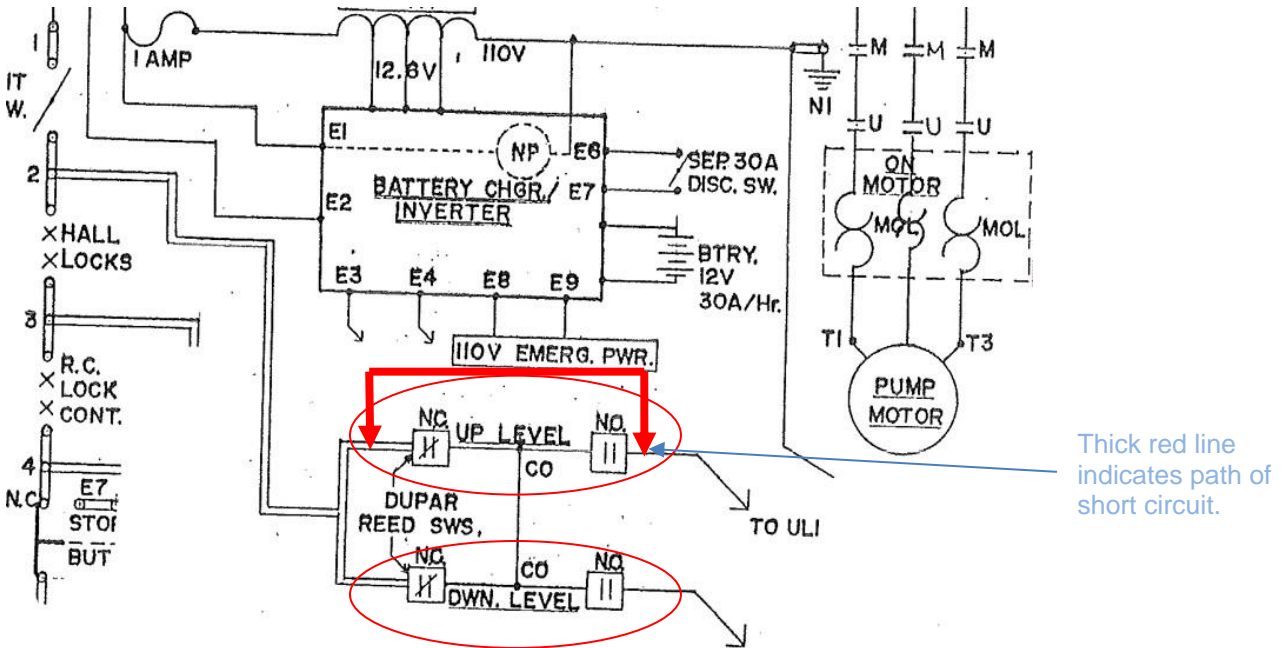 1
1 AMP
12.6V
110V
IT
W.
E1
NP
E6
E2
BATTERY CHGR./
INVERTER
E7
SEP. 30A
DISC. SW.
2
HALL
LOCKS
E3
E4
E8
E9
BTRY.
12V
30A/Hr.
110V EMERG. PWR.
3
R.C.
LOCK
CONT.
4
N.C
E7
STO
BUT
N1
M
M
M
U
U
U
ON
MOTOR
MOL
MOL
T1
T3
PUMP
MOTOR
N.C.
UP LEVEL
N.O.
CO
DUPAR
REED SWS,
TO UL1
N.C.
CO
N.O.
DWN. LEVEL
Thick red line
indicates path of
short circuit.